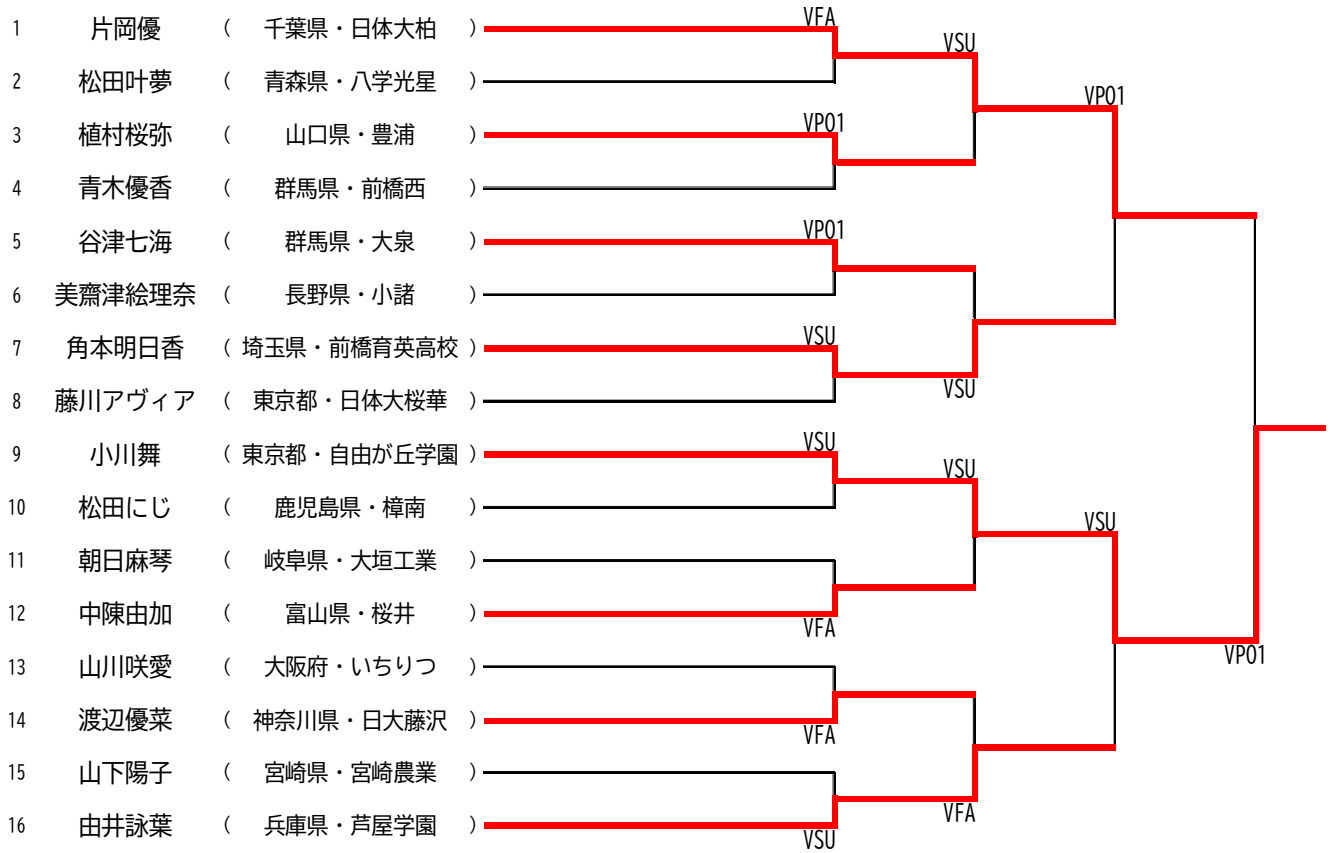 1 片岡優 ( 千葉県・日体大柏 ) VFA
VSU
2 松田叶夢 ( 青森県・八学光星 )
VPO1
3 植村桜弥 ( 山口県・豊浦 ) VPO1
4 青木優香 ( 群馬県・前橋西 )
5 谷津七海 ( 群馬県・大泉 ) VPO1
6 美齋津絵理奈 ( 長野県・小諸 )
7 角本明日香 ( 埼玉県・前橋育英高校 ) VSU
VSU
8 藤川アヴィア ( 東京都・日体大桜華 )
9 小川舞 ( 東京都・自由が丘学園 ) VSU
VSU
10 松田にじ ( 鹿児島県・樟南 )
VSU
11 朝日麻琴 ( 岐阜県・大垣工業 )
12 中陳由加 ( 富山県・桜井 )
VFA
13 山川咲愛 ( 大阪府・いちりつ )
VPO1
14 渡辺優菜 ( 神奈川県・日大藤沢 )
VFA
15 山下陽子 ( 宮崎県・宮崎農業 )
VFA
16 由井詠葉 ( 兵庫県・芦屋学園 )
VSU